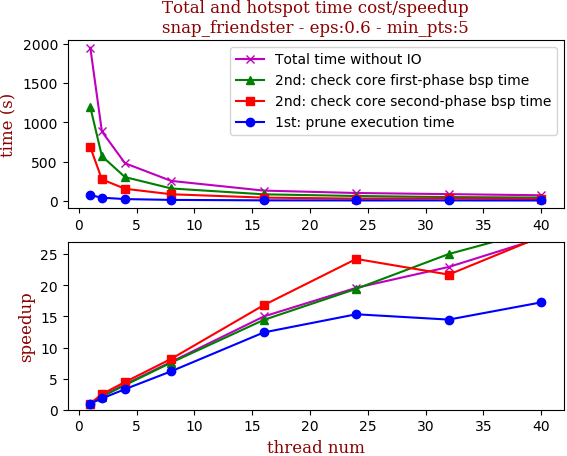 Total and hotspot time cost/speedup
snap_friendster - eps:0.6 - min_pts:5
time (s)
2000
1500
1000
500
0
Total time without IO
2nd: check core first-phase bsp time
2nd: check core second-phase bsp time
1st: prune execution time
0 5 10 15 20 25 30 35 40
speedup
25
20
15
10
5
0
0 5 10 15 20 25 30 35 40
thread num